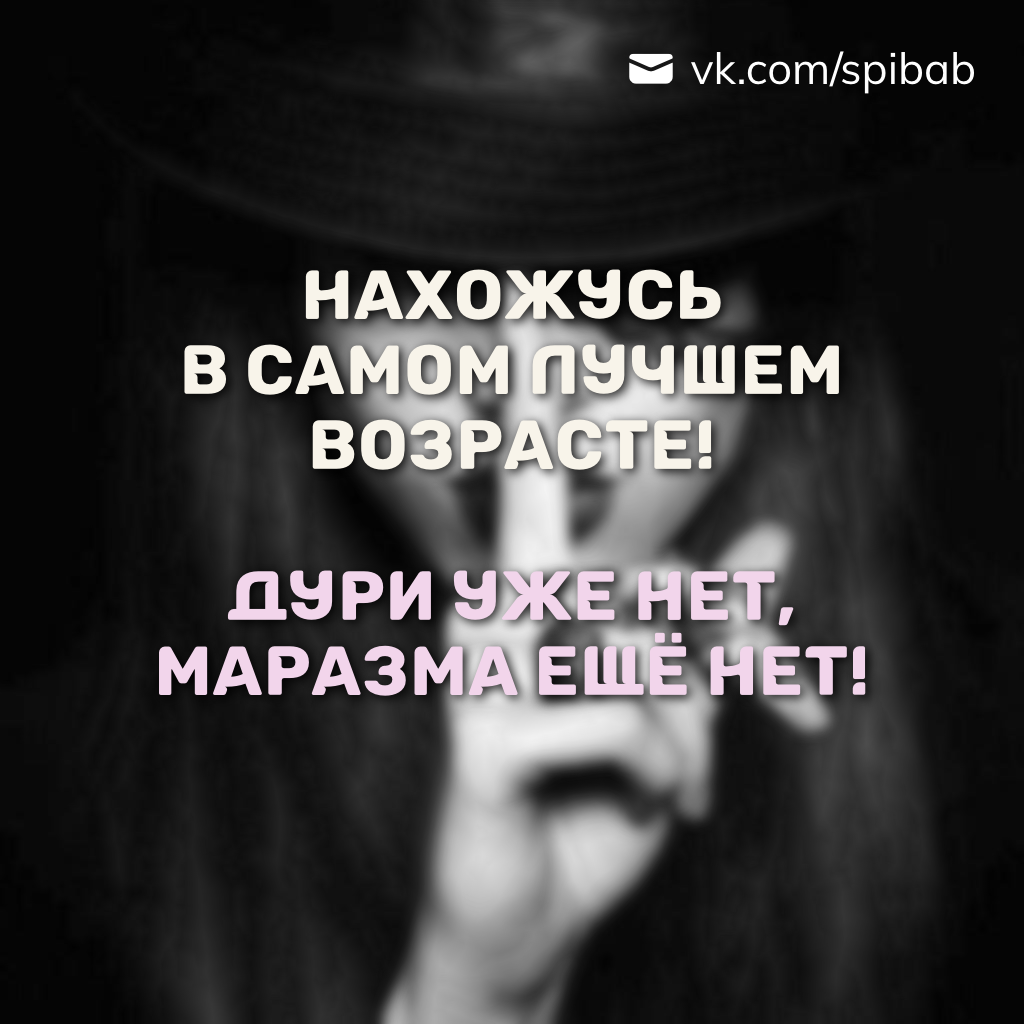 vk.com/spibab
НАХОЖУСЬ
В САМОМ ЛУЧШЕМ
ВОЗРАСТЕ!
ДУРИ УЖЕ НЕТ,
МАРАЗМА ЕЩЁ НЕТ!